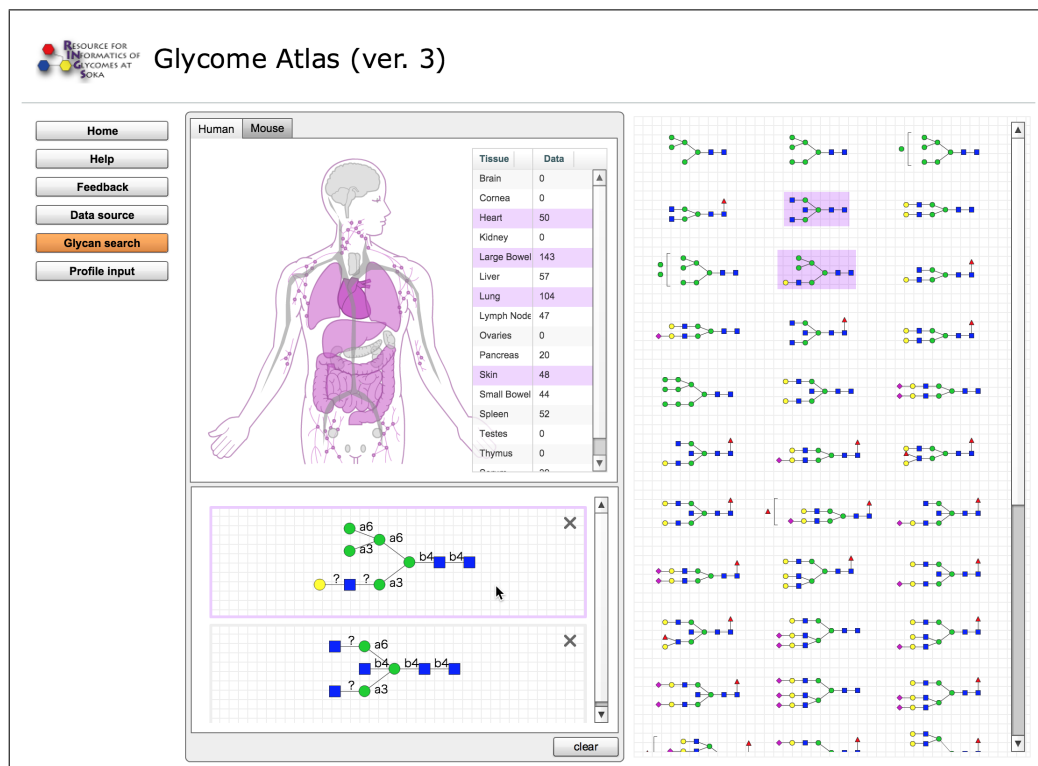 RESOURCE FOR
INFORMATICS OF
GLYCOMES AT
SOKA
Glycome Atlas (ver. 3)
Home
Help
Feedback
Data source
Glycan search
Profile input
Human Mouse
Tissue Data
Brain 0
Cornea 0
Heart 50
Kidney 0
Large Bowel 143
Liver 57
Lung 104
Lymph Node 47
Ovaries 0
Pancreas 20
Skin 48
Small Bowel 44
Spleen 52
Testes 0
Thymus 0
a6
a3 a6
b4 b4
? ? a3
? a6
b4 b4 b4
? a3
clear